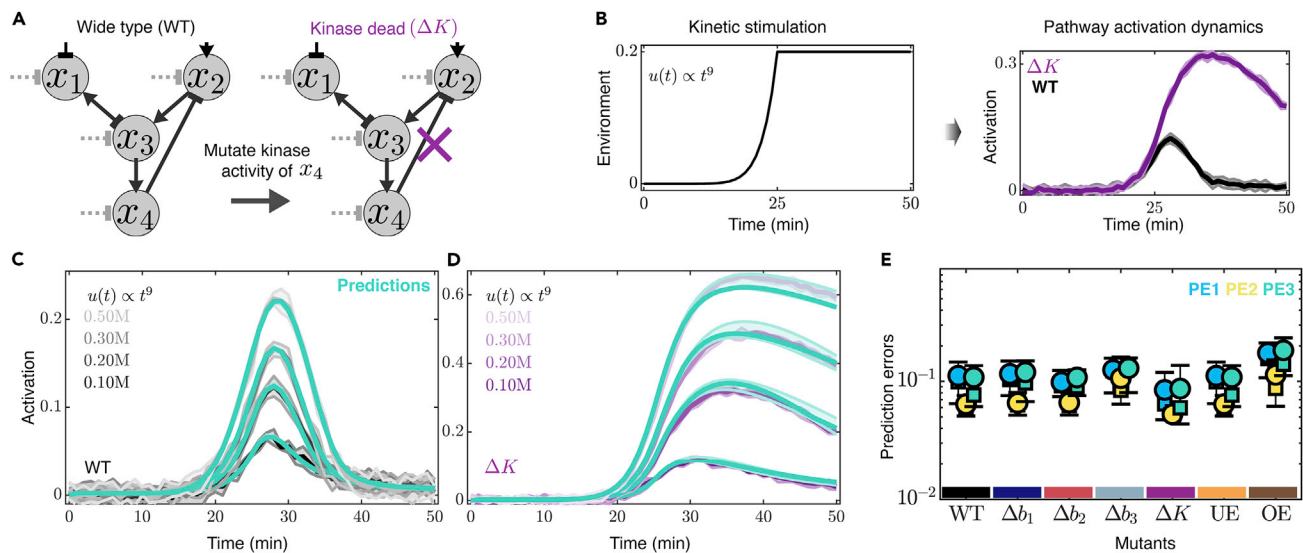 A
Wide type (WT)
Kinase dead (ΔK)
x1
x2
x3
x4
Mutate kinase
activity of x4
x1
x2
x3
x4
B
Kinetic stimulation
0.2
u(t) ∝ t⁹
Environment
0
0
25
50
Time (min)
Pathway activation dynamics
0.3
ΔK
WT
Activation
0
0
25
50
Time (min)
C
Predictions
u(t) ∝ t⁹
0.50M
0.30M
0.20M
0.10M
0.2
0.1
0
Activation
WT
0
10
20
30
40
50
Time (min)
D
u(t) ∝ t⁹
0.50M
0.30M
0.20M
0.10M
0.6
0.4
0.2
0
ΔK
0
10
20
30
40
50
Time (min)
E
PE1 PE2 PE3
Prediction errors
10⁻¹
10⁻²
WT
Δb1
Δb2
Δb3
ΔK
UE
OE
Mutants